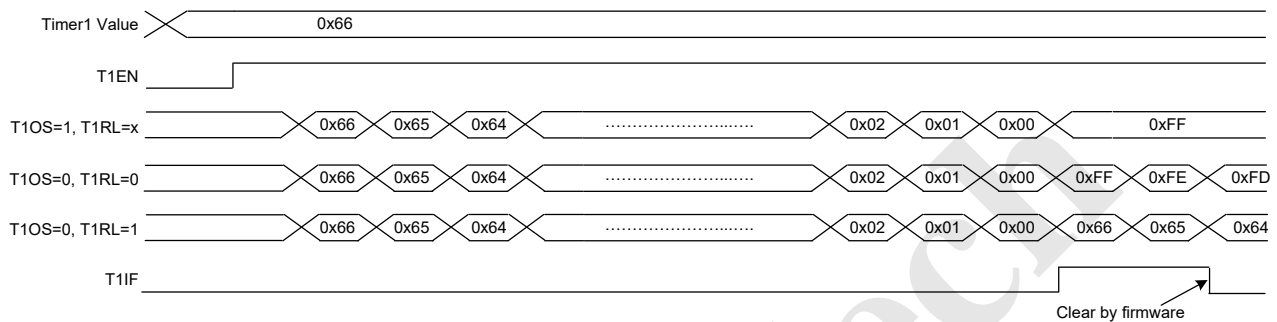 Timer1 Value 0x66
T1EN
T1OS=1, T1RL=x 0x66 0x65 0x64 ............................ 0x02 0x01 0x00 0xFF
T1OS=0, T1RL=0 0x66 0x65 0x64 ............................ 0x02 0x01 0x00 0xFF 0xFE 0xFD
T1OS=0, T1RL=1 0x66 0x65 0x64 ............................ 0x02 0x01 0x00 0x66 0x65 0x64
T1IF
Clear by firmware